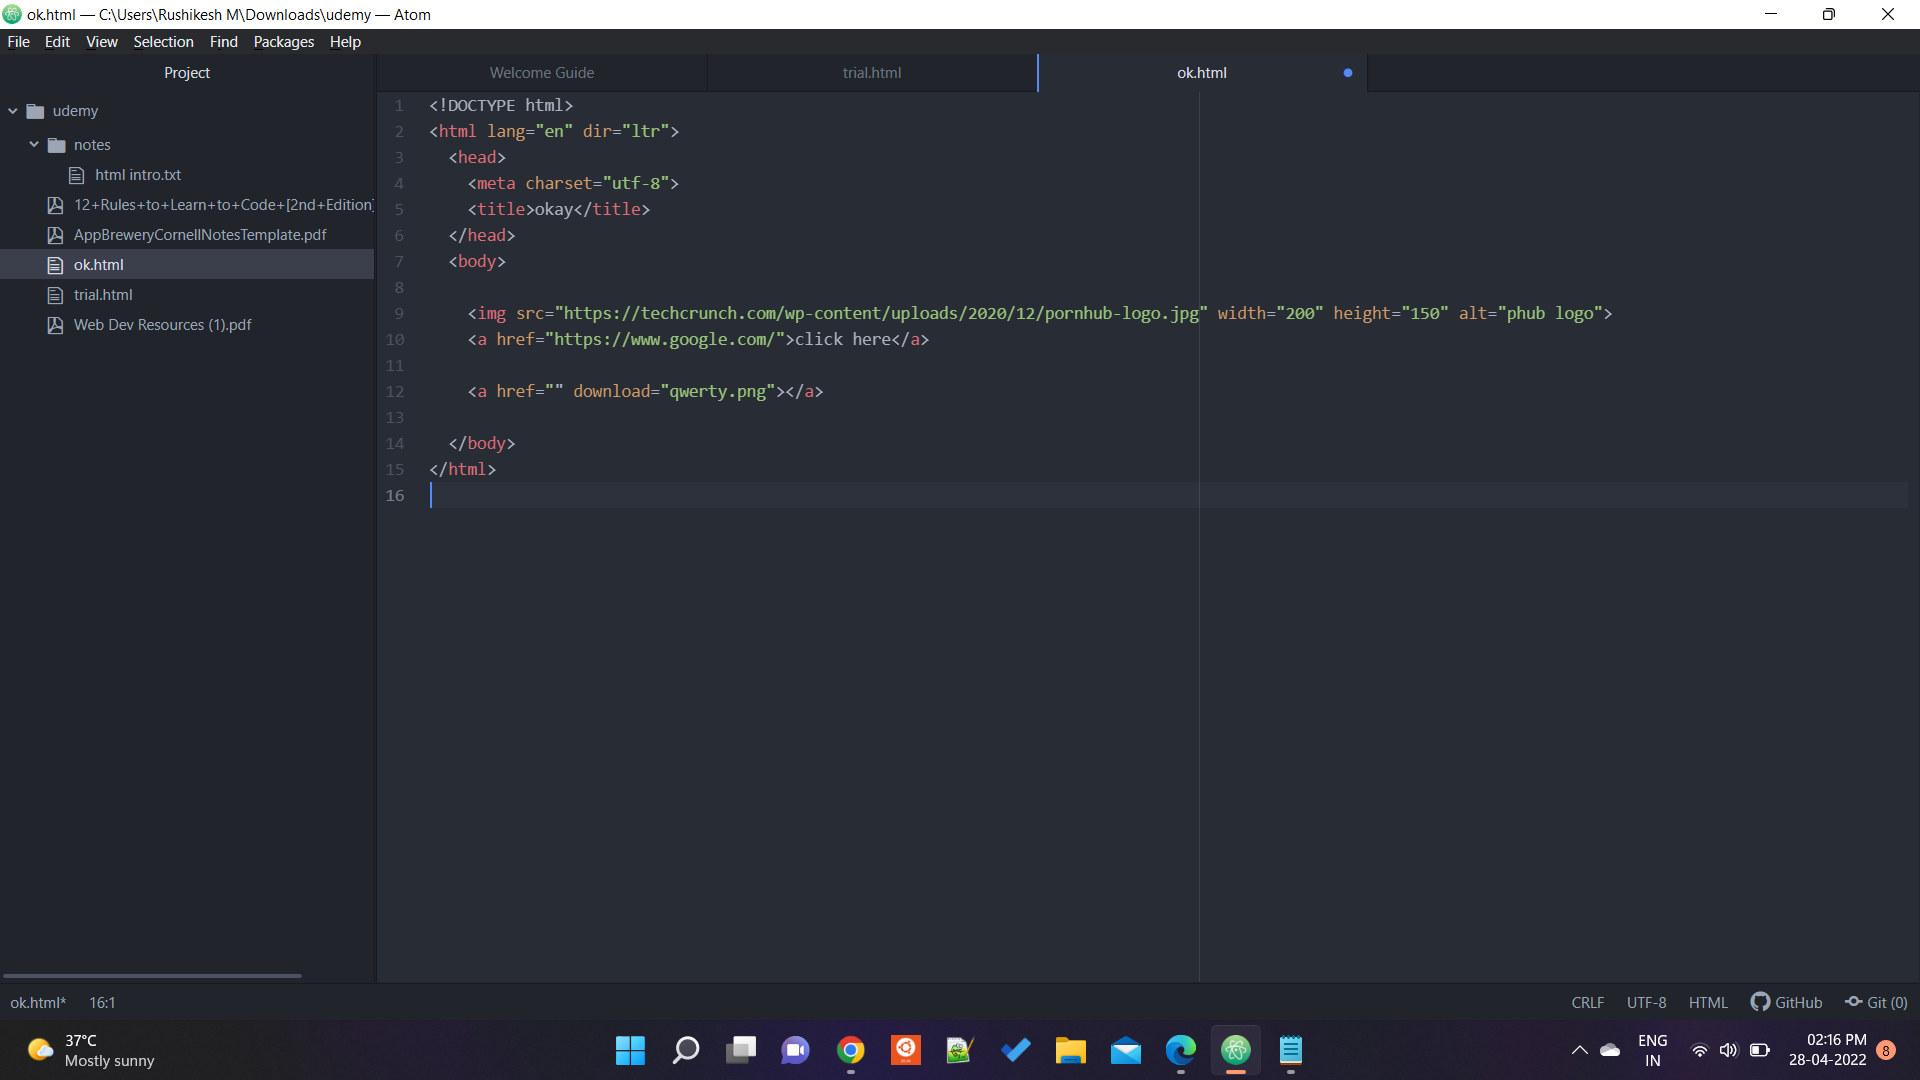 ok.html — C:\Users\Rushikesh M\Downloads\udemy — Atom
File Edit View Selection Find Packages Help
Project
Welcome Guide
trial.html
ok.html
udemy
notes
html intro.txt
12+Rules+to+Learn+to+Code+[2nd+Edition]
AppBreweryCornellNotesTemplate.pdf
ok.html
trial.html
Web Dev Resources (1).pdf
1 <!DOCTYPE html>
2 <html lang="en" dir="ltr">
3 <head>
4 <meta charset="utf-8">
5 <title>okay</title>
6 </head>
7 <body>
8
9 <img src="https://techcrunch.com/wp-content/uploads/2020/12/pornhub-logo.jpg" width="200" height="150" alt="phub logo">
10 <a href="https://www.google.com/">click here</a>
11
12 <a href="" download="qwerty.png"></a>
13
14 </body>
15 </html>
16
ok.html* 16:1
CRLF UTF-8 HTML GitHub Git (0)
37°C
Mostly sunny
ENG
IN
02:16 PM
28-04-2022
8